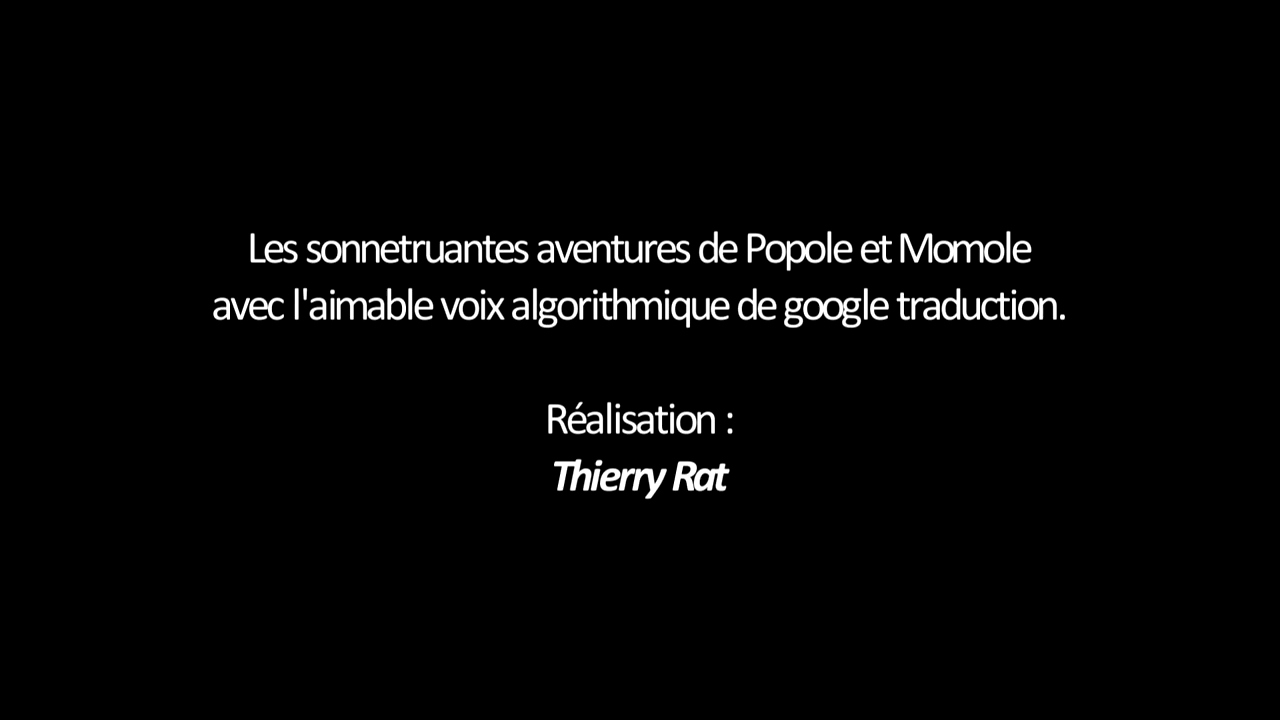 Les sonnetruantes aventures de Popole et Momole
avec l'aimable voix algorithmique de google traduction.
Réalisation :
Thierry Rat